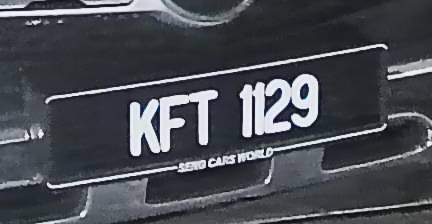 KFT 1129
SENG CARS WORLD